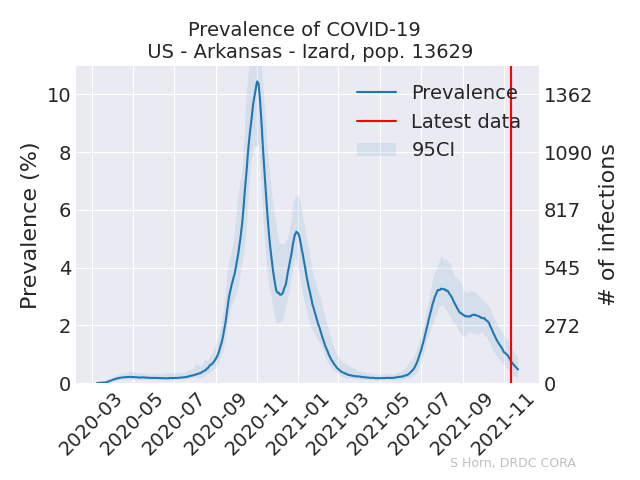 Prevalence of COVID-19
US - Arkansas - Izard, pop. 13629
Prevalence (%)
10
8
6
4
2
0
1362
1090
817
545
272
0
# of infections
Prevalence
Latest data
95CI
2020-03
2020-05
2020-07
2020-09
2020-11
2021-01
2021-03
2021-05
2021-07
2021-09
2021-11
S Horn, DRDC CORA